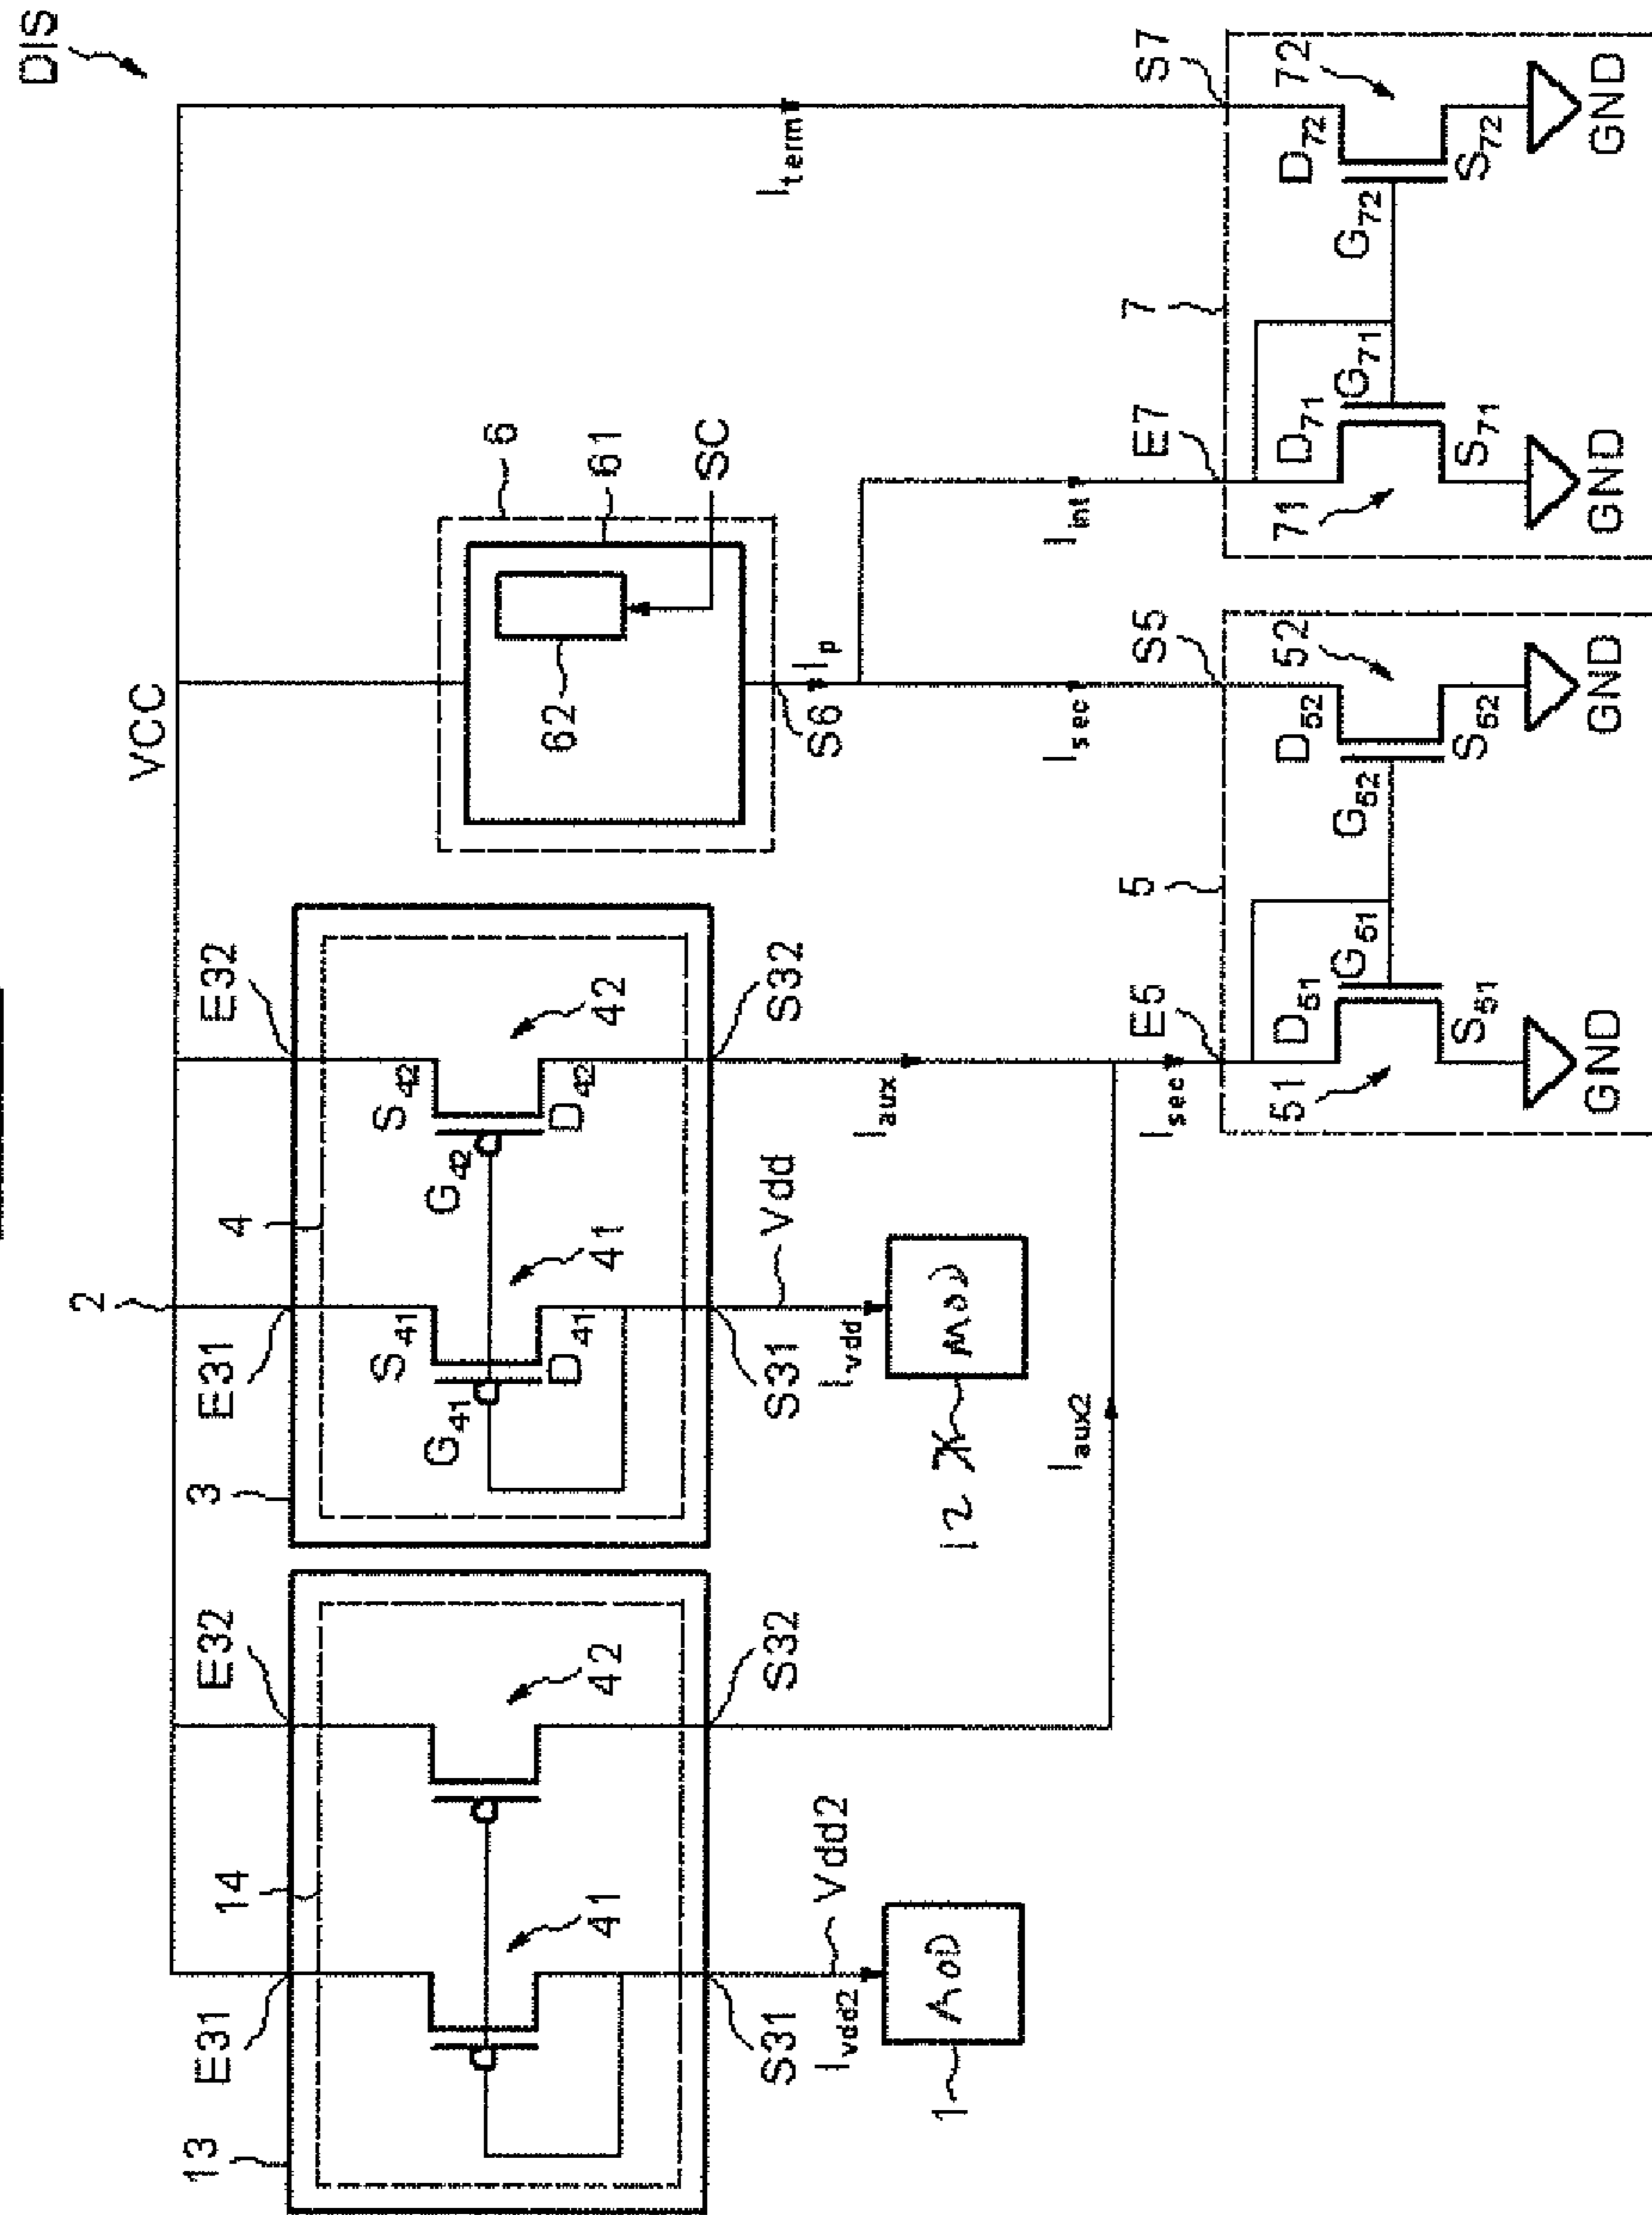 DIS
VCC
2
E31
E32
E31
E32
3
4
13
14
S41
G41
D41
41
S42
G42
D42
42
41
42
6
61
62
SC
S31
S32
S31
S32
S6
Ip
Iterm
Ivdd
Vdd
Iaux
Ivdd2
Vdd2
Iaux2
12
1
Isec
Isec
Iint
E5
S5
E7
S7
5
7
D51
G51
S51
51
D52
G52
S52
52
D71
G71
S71
71
D72
G72
S72
72
GND
GND
GND
GND